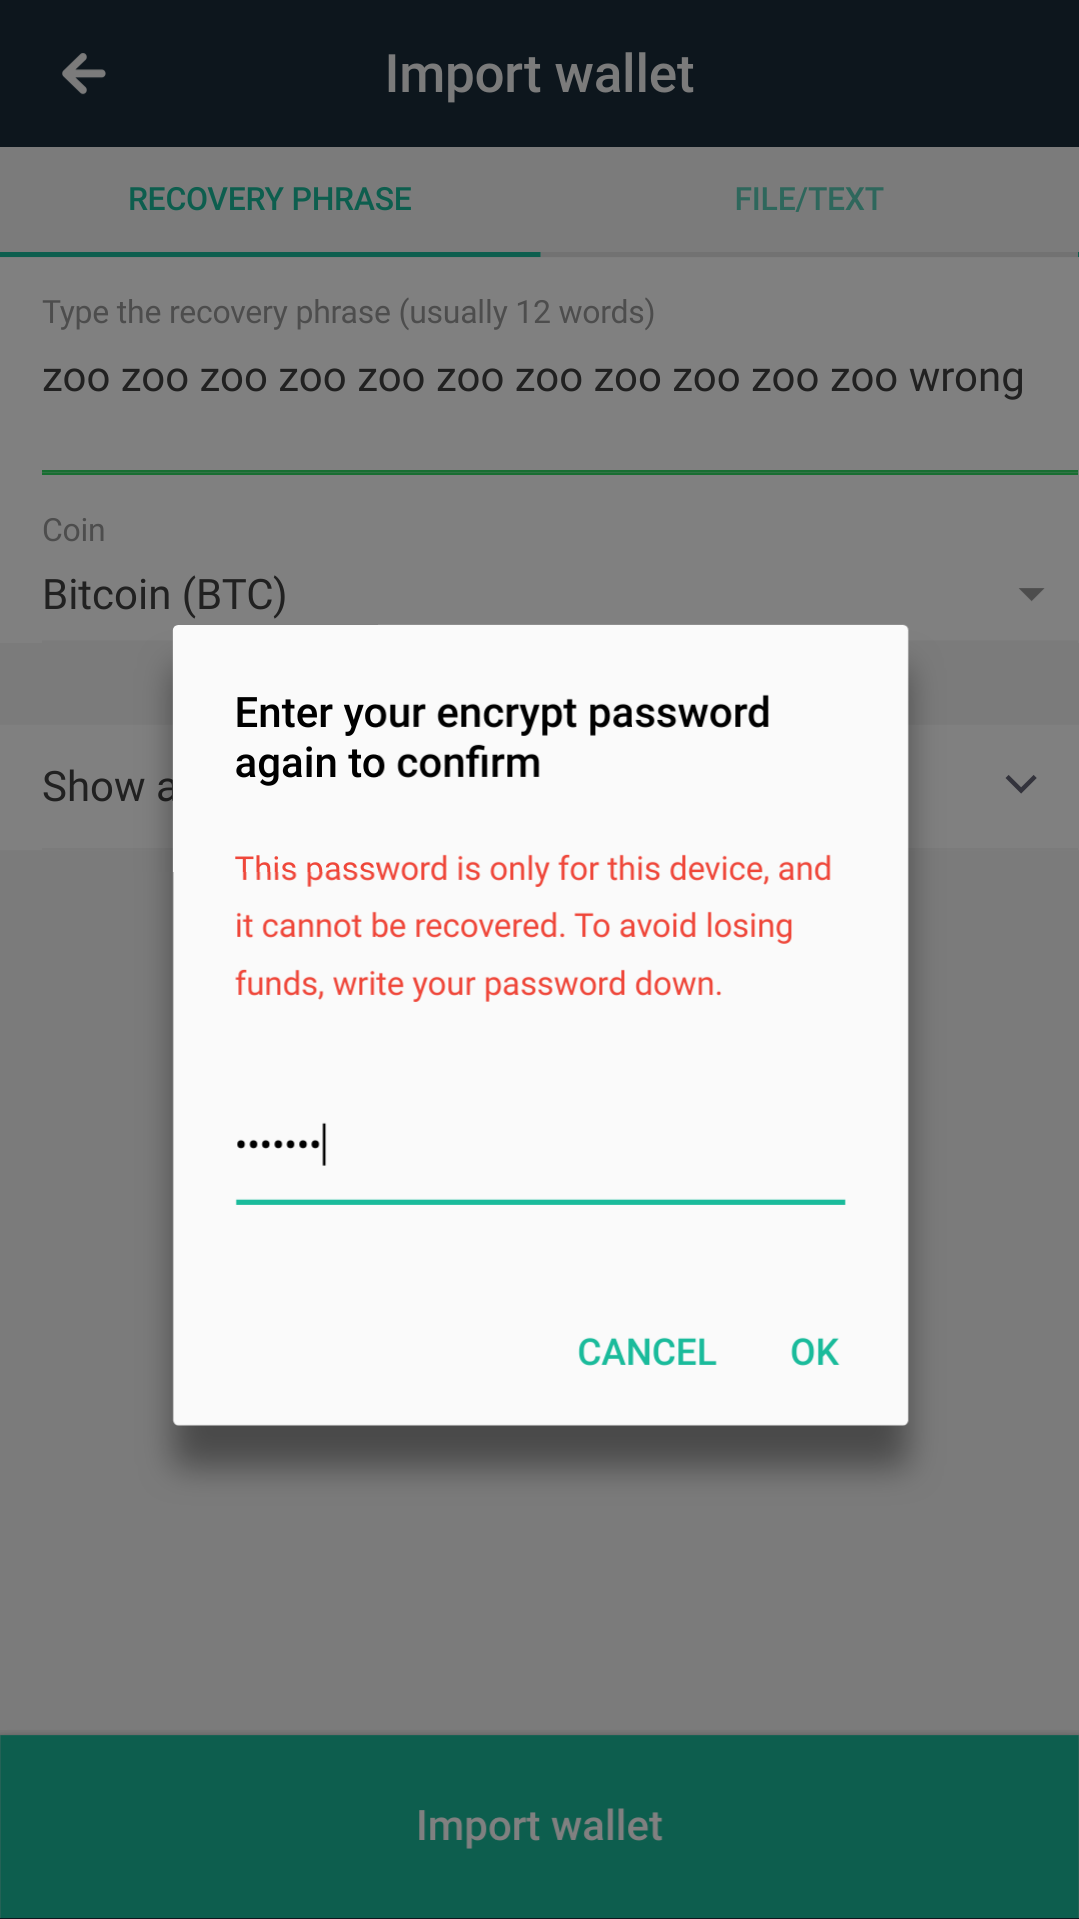 Import wallet
RECOVERY PHRASE
FILE/TEXT
Type the recovery phrase (usually 12 words)
zoo zoo zoo zoo zoo zoo zoo zoo zoo zoo zoo wrong
Coin
Bitcoin (BTC)
Show
Enter your encrypt password
again to confirm
This password is only for this device, and
it cannot be recovered. To avoid losing
funds, write your password down.
•••••••
CANCEL
OK
Import wallet